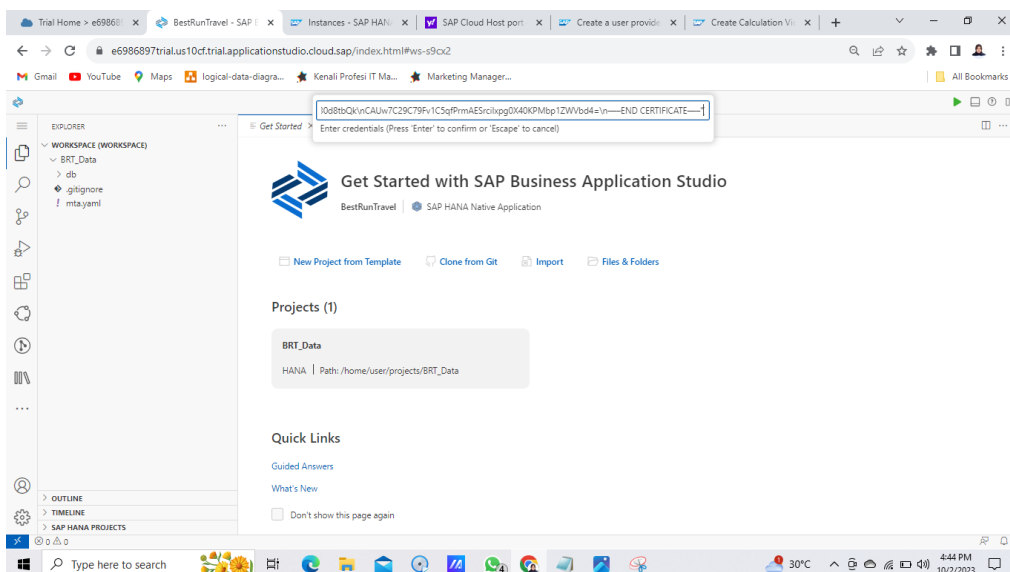 Trial Home > e69868
BestRunTravel - SAP B
Instances - SAP HAN
SAP Cloud Host port
Create a user provide
Create Calculation Vi
e6986897trial.us10cf.trial.applicationstudio.cloud.sap/index.html#ws-s9cx2
Gmail
YouTube
Maps
logical-data-diagra...
Kenali Profesi IT Ma...
Marketing Manager...
All Bookmarks
Enter credentials (Press 'Enter' to confirm or 'Escape' to cancel)
EXPLORER
Get Started
WORKSPACE (WORKSPACE)
BRT_Data
db
.gitignore
mta.yaml
Get Started with SAP Business Application Studio
BestRunTravel
SAP HANA Native Application
New Project from Template
Clone from Git
Import
Files & Folders
Projects (1)
BRT_Data
HANA | Path: /home/user/projects/BRT_Data
Quick Links
Guided Answers
What's New
Don't show this page again
OUTLINE
TIMELINE
SAP HANA PROJECTS
0 0
Type here to search
30°C
4:44 PM
10/2/2023